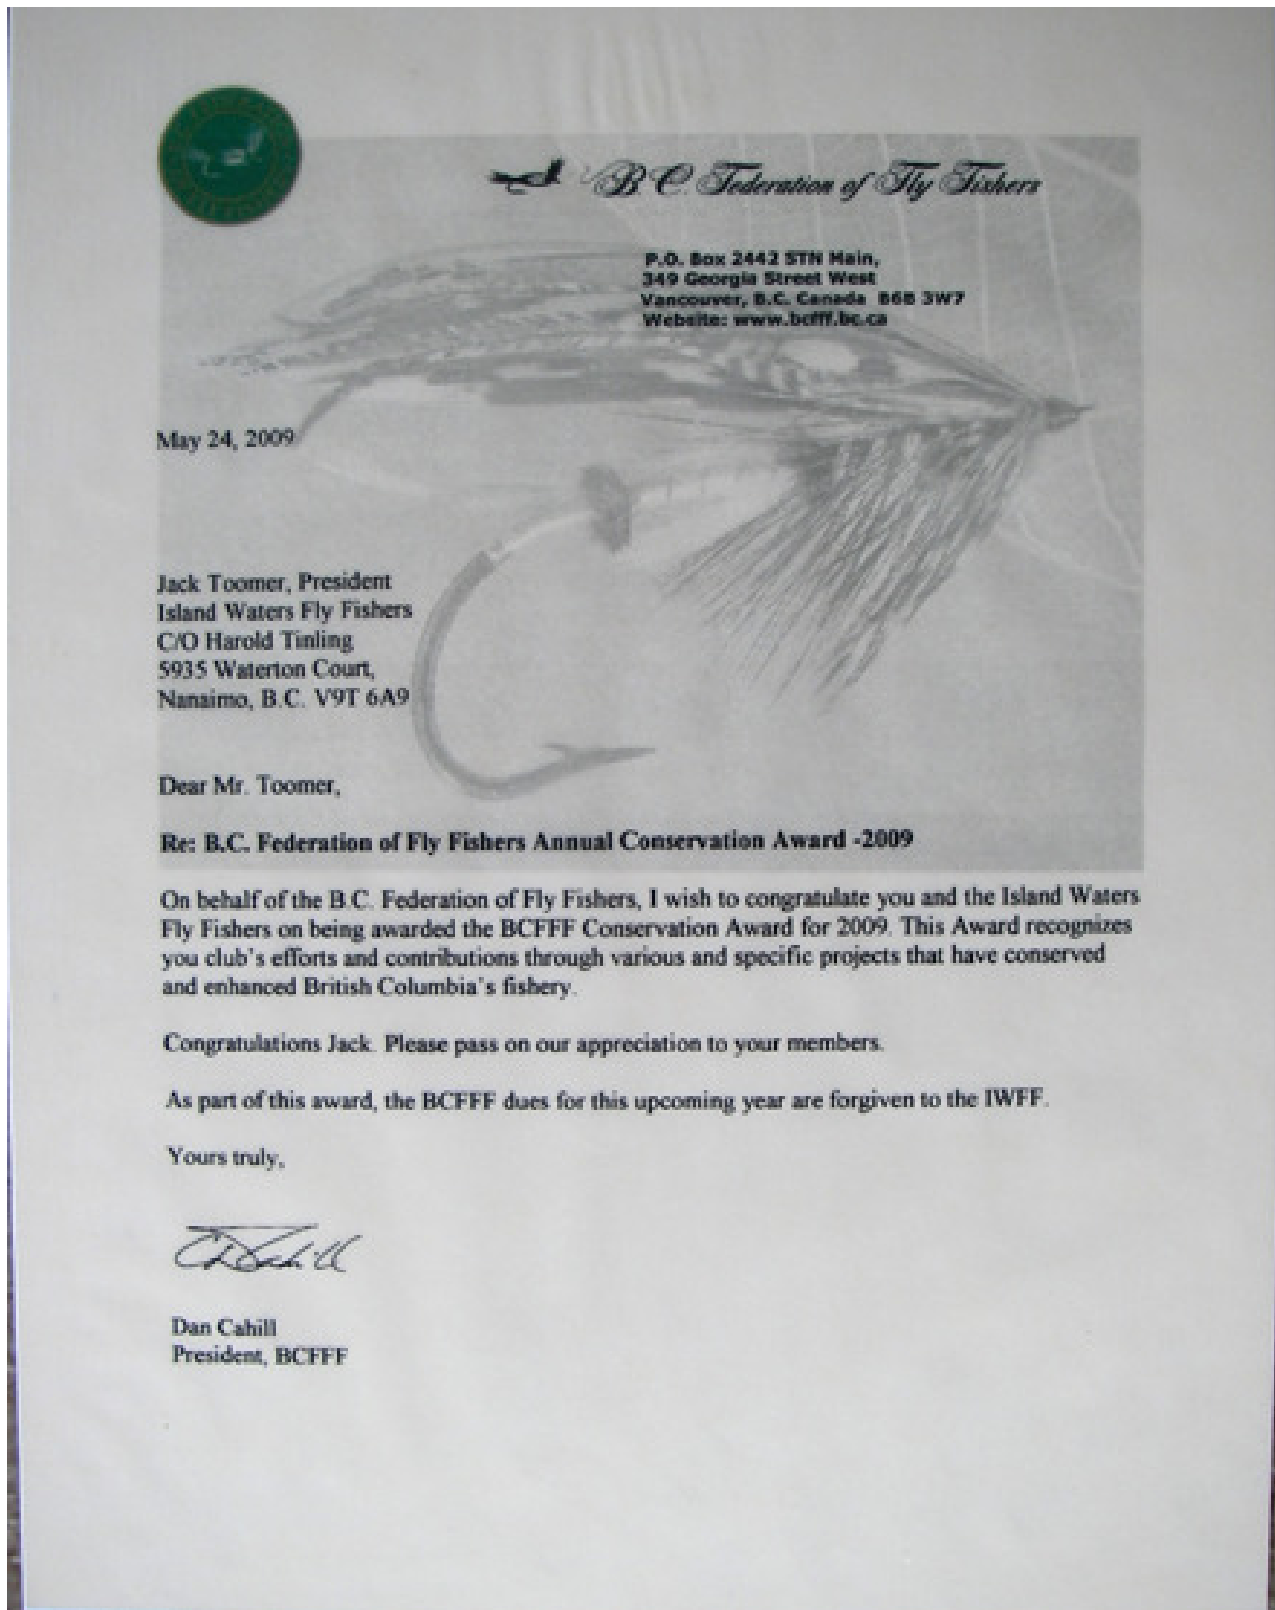 B C Federation of Fly Fishers
P.O. Box 2442 STN Main,
349 Georgia Street West
Vancouver, B.C. Canada B6B 3W7
Website: www.bcfff.bc.ca
May 24, 2009
Jack Toomer, President
Island Waters Fly Fishers
C/O Harold Tinling
5935 Waterton Court,
Nanaimo, B.C. V9T 6A9
Dear Mr. Toomer,
Re: B.C. Federation of Fly Fishers Annual Conservation Award -2009
On behalf of the B.C. Federation of Fly Fishers, I wish to congratulate you and the Island Waters
Fly Fishers on being awarded the BCFFF Conservation Award for 2009. This Award recognizes
you club's efforts and contributions through various and specific projects that have conserved
and enhanced British Columbia's fishery.
Congratulations Jack. Please pass on our appreciation to your members.
As part of this award, the BCFFF dues for this upcoming year are forgiven to the IWFF.
Yours truly,
Dan Cahill
President, BCFFF